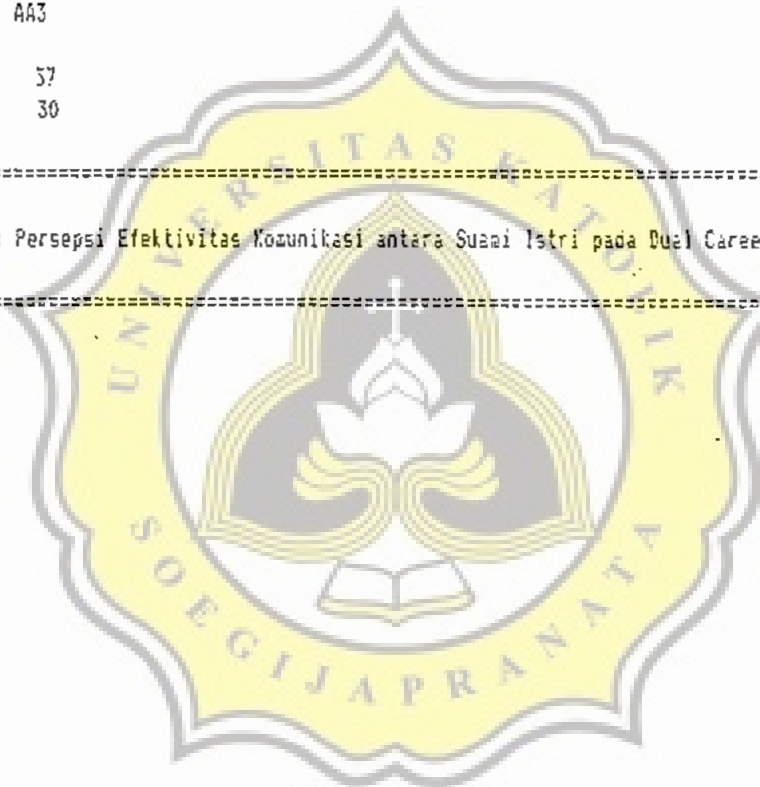 AA3
57
30
==========================================
Persepsi Efektivitas Komunikasi antara Suami Istri pada Dual Caree
==========================================
UNIVERSITAS KATOLIK
SOEGIJAPRANATA